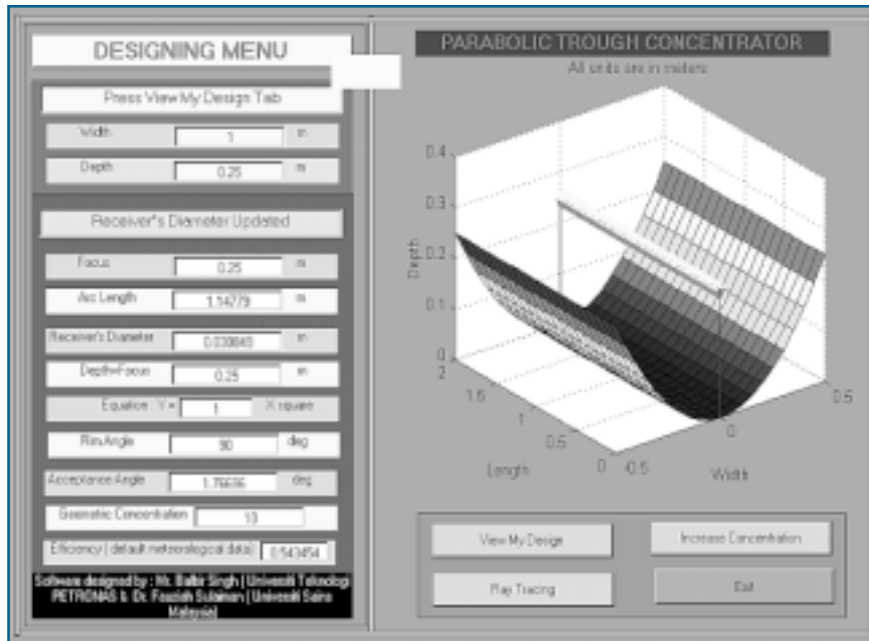 DESIGNING MENU
Press View My Design Tab
Width 1 m
Depth 0.25 m
Receiver's Diameter Updated
Focus 0.25 m
Arc Length 1.14779 m
Receiver's Diameter m
Depth=Focus 0.25 m
Equation : Y = 1 X square
Rim Angle 90 deg
Acceptance Angle deg
Geometric Concentration 10
Efficiency ( default meteorological data) 0.543454
Software designed by : Mr. Balbir Singh ( Universiti Teknologi
PETRONAS & Dr. Fauziah Sulaiman ( Universiti Sains
Malaysia)
PARABOLIC TROUGH CONCENTRATOR
All units are in meters
Depth
0.4
0.3
0.2
0.1
0
2
1.5
1
0.5
0
Length
-0.5
0
0.5
Width
View My Design
Increase Concentration
Ray Tracing
Exit